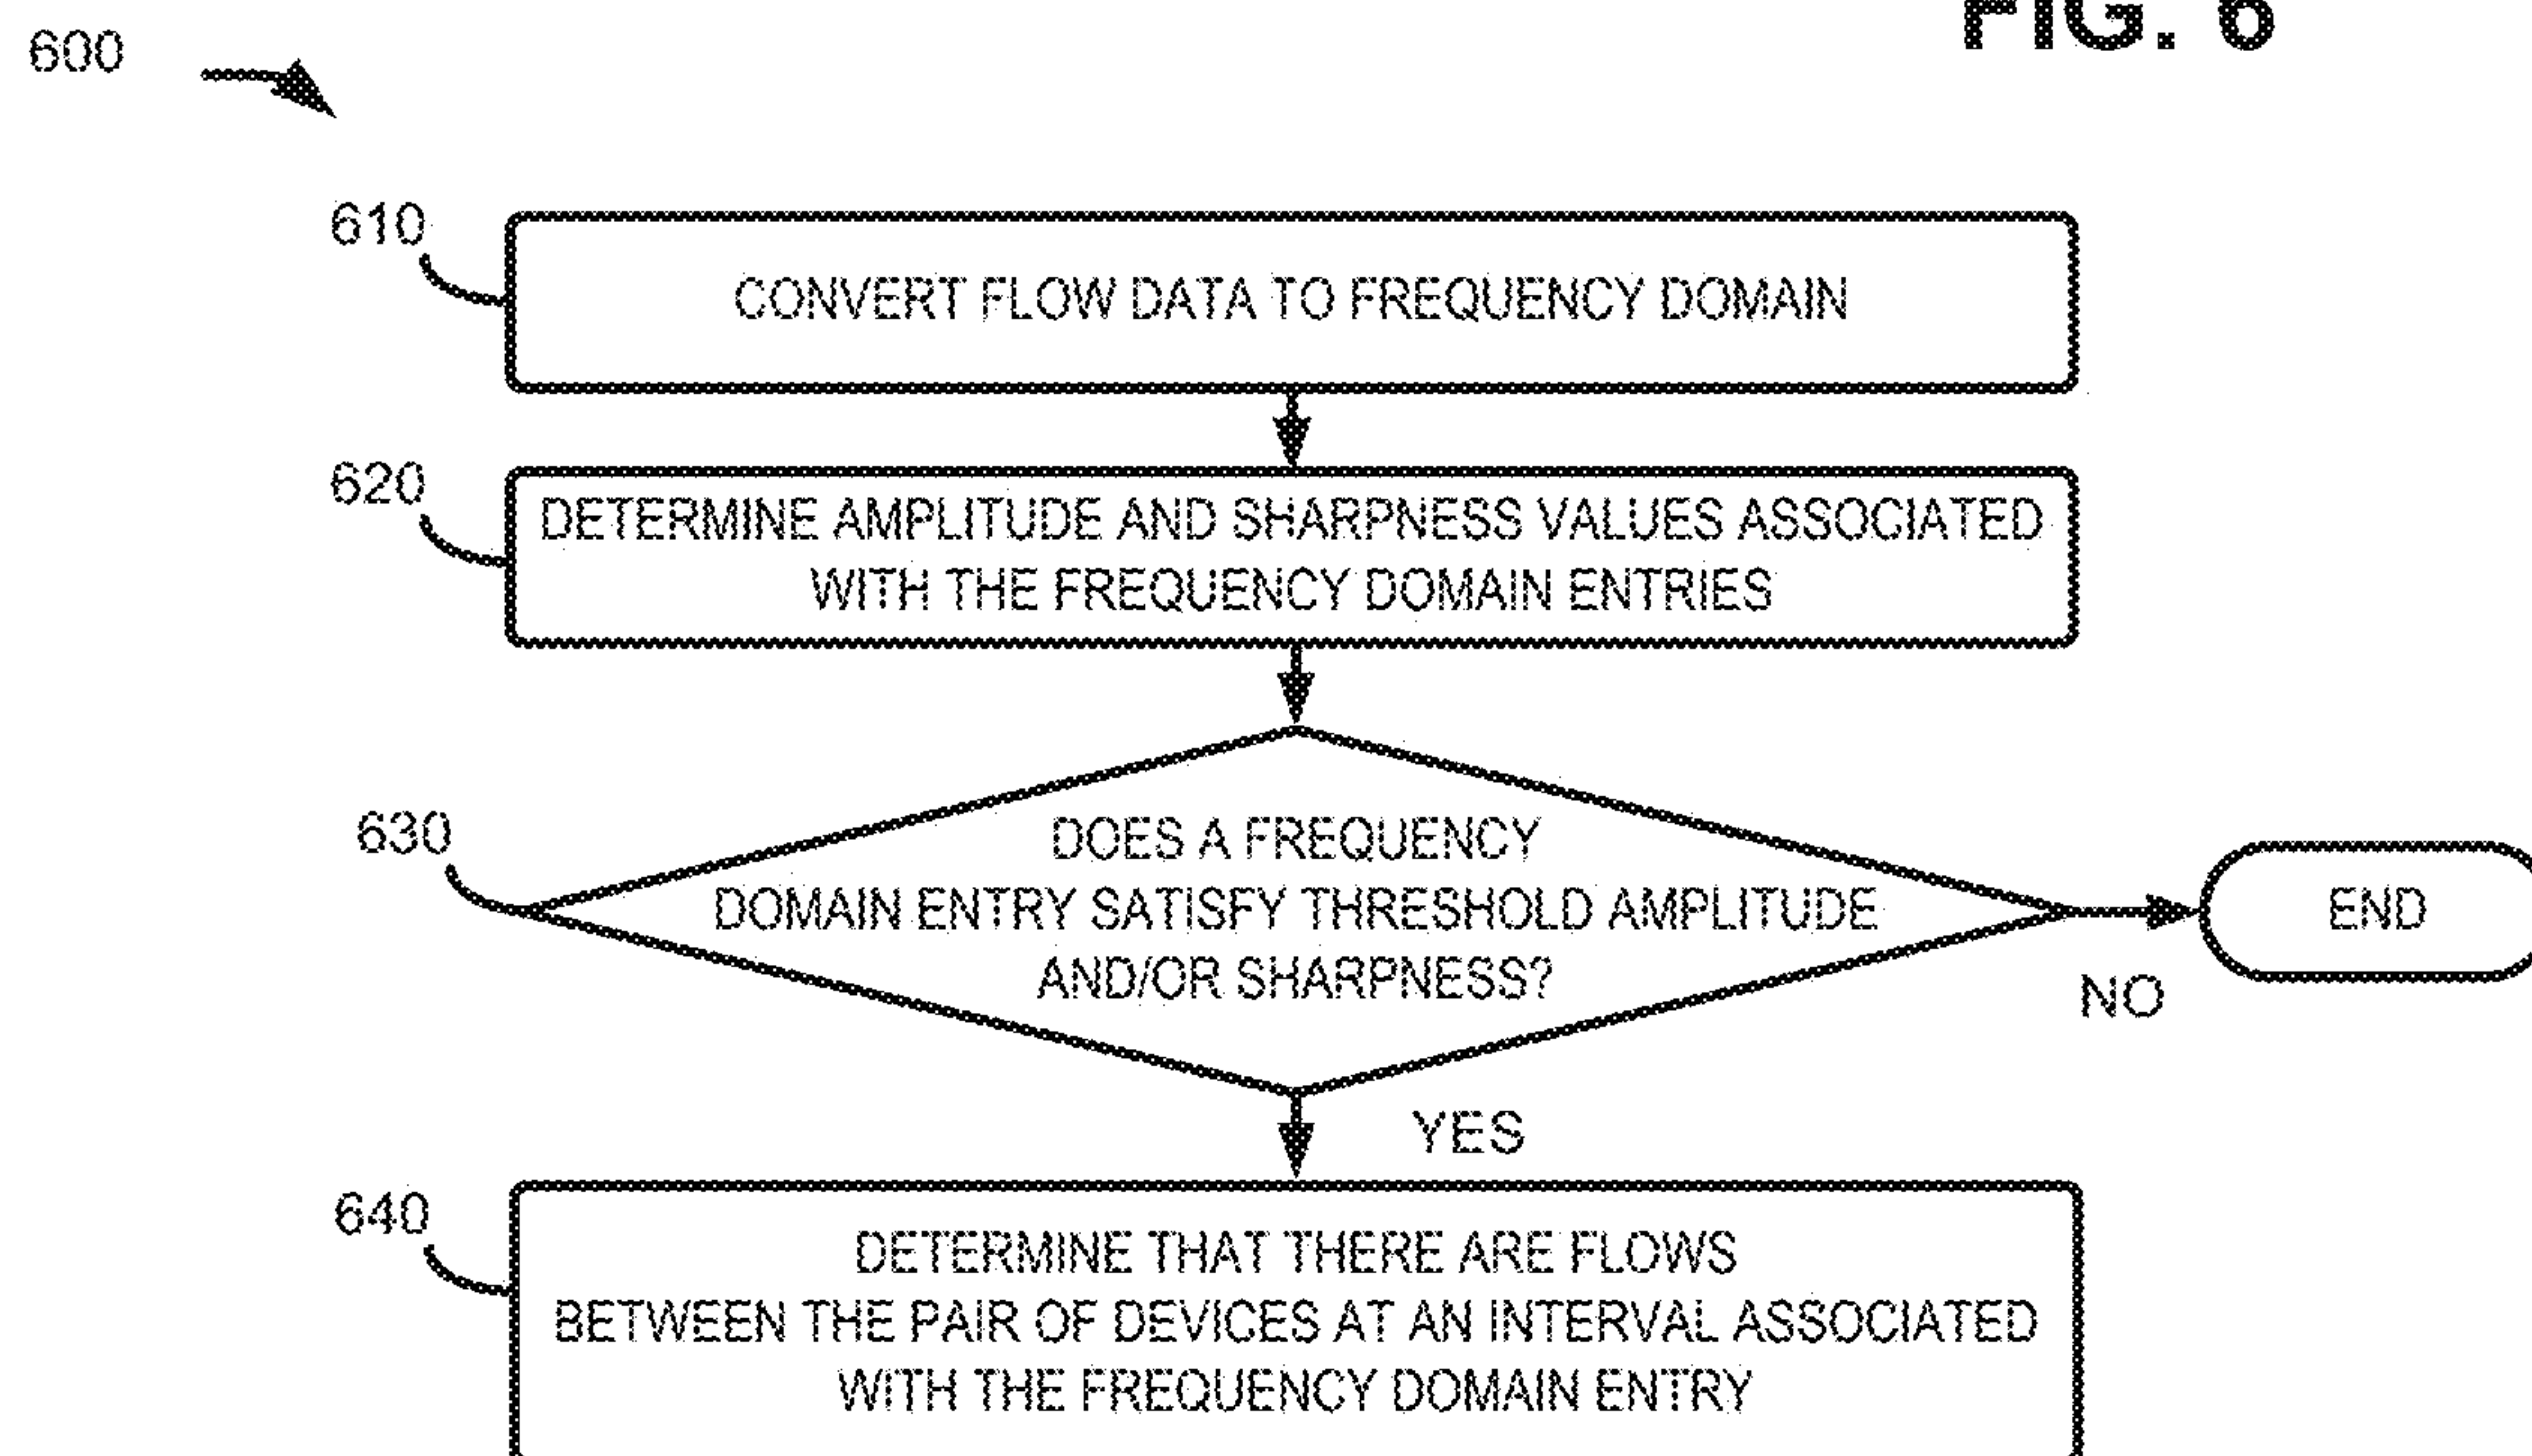 FIG. 6
600
610
CONVERT FLOW DATA TO FREQUENCY DOMAIN
620
DETERMINE AMPLITUDE AND SHARPNESS VALUES ASSOCIATED
WITH THE FREQUENCY DOMAIN ENTRIES
630
DOES A FREQUENCY
DOMAIN ENTRY SATISFY THRESHOLD AMPLITUDE
AND/OR SHARPNESS?
END
NO
YES
640
DETERMINE THAT THERE ARE FLOWS
BETWEEN THE PAIR OF DEVICES AT AN INTERVAL ASSOCIATED
WITH THE FREQUENCY DOMAIN ENTRY